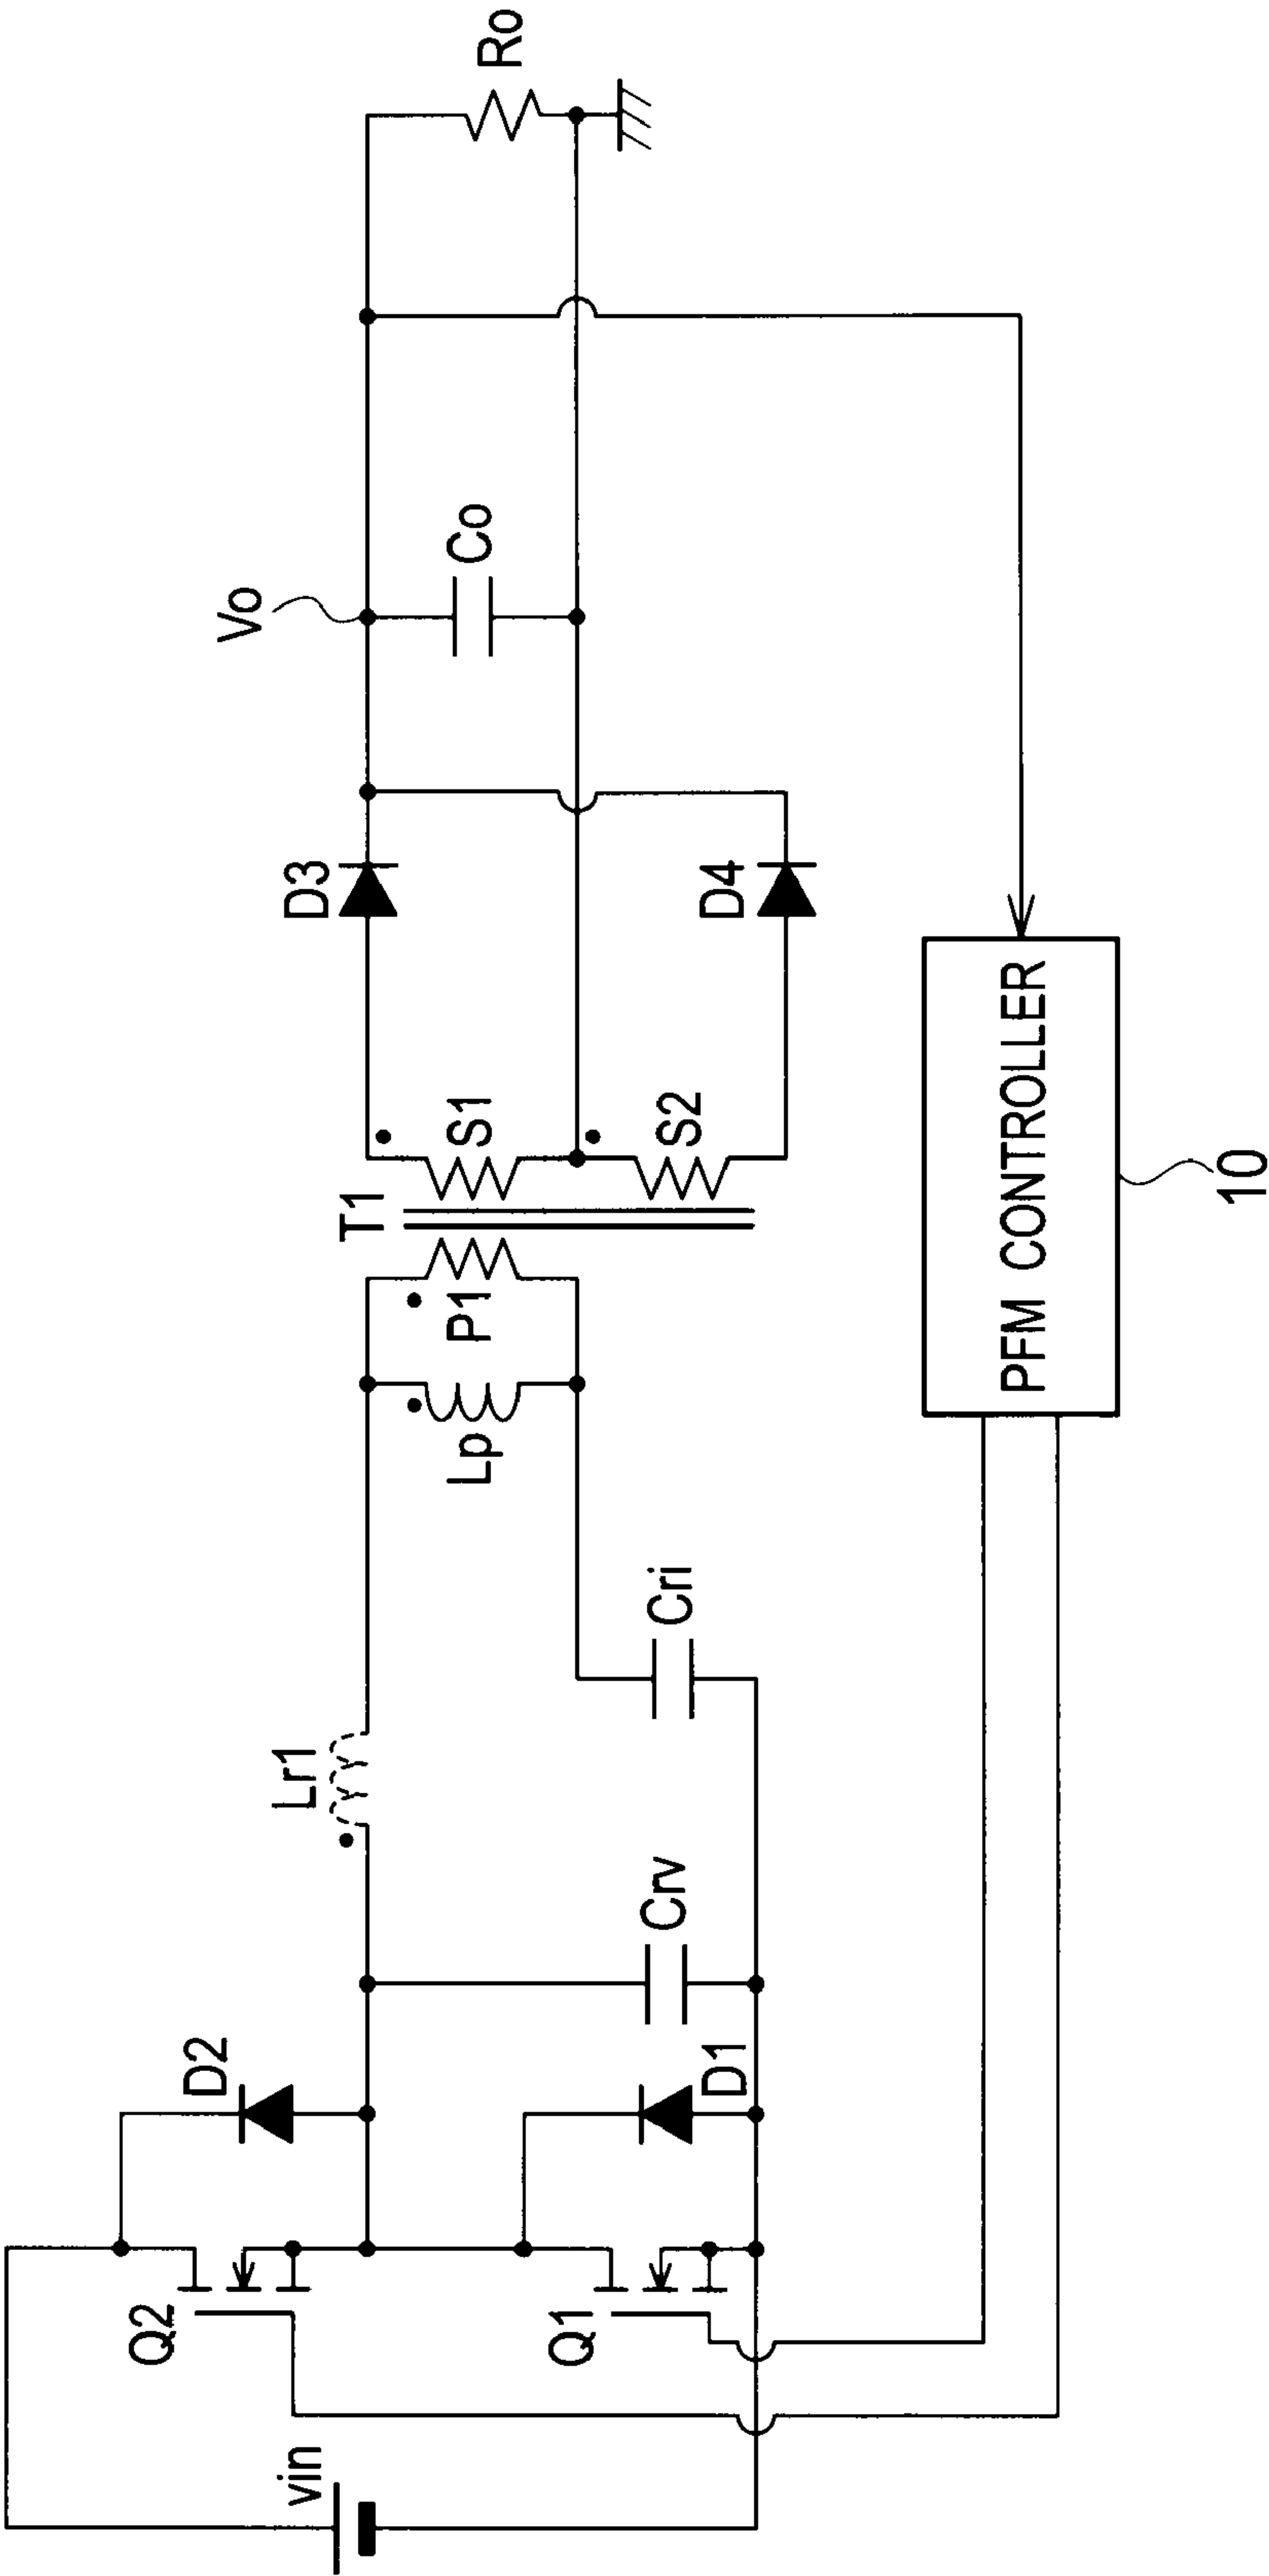 vin
Q2
Q1
D2
D1
Crv
Lr1
Cri
Lp
P1
T1
S1
S2
D3
D4
Vo
Co
Ro
PFM CONTROLLER
10